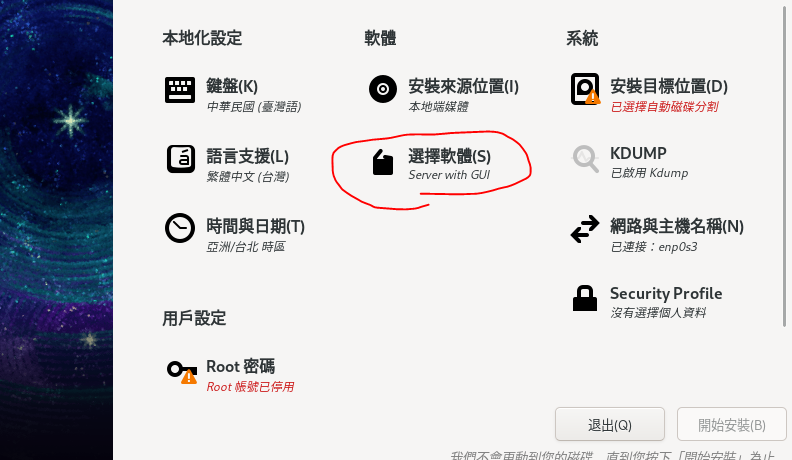 本地化設定
鍵盤(K)
中華民國 (臺灣語)
語言支援(L)
繁體中文 (台灣)
時間與日期(T)
亞洲/台北 時區
用戶設定
Root 密碼
Root 帳號已停用
軟體
安裝來源位置(I)
本地端媒體
選擇軟體(S)
Server with GUI
系統
安裝目標位置(D)
已選擇自動磁碟分割
KDUMP
已啟用 Kdump
網路與主機名稱(N)
已連接：enp0s3
Security Profile
沒有選擇個人資料
退出(Q)
開始安裝(B)
我們不會更動到您的磁碟，直到您按下「開始安裝」為止